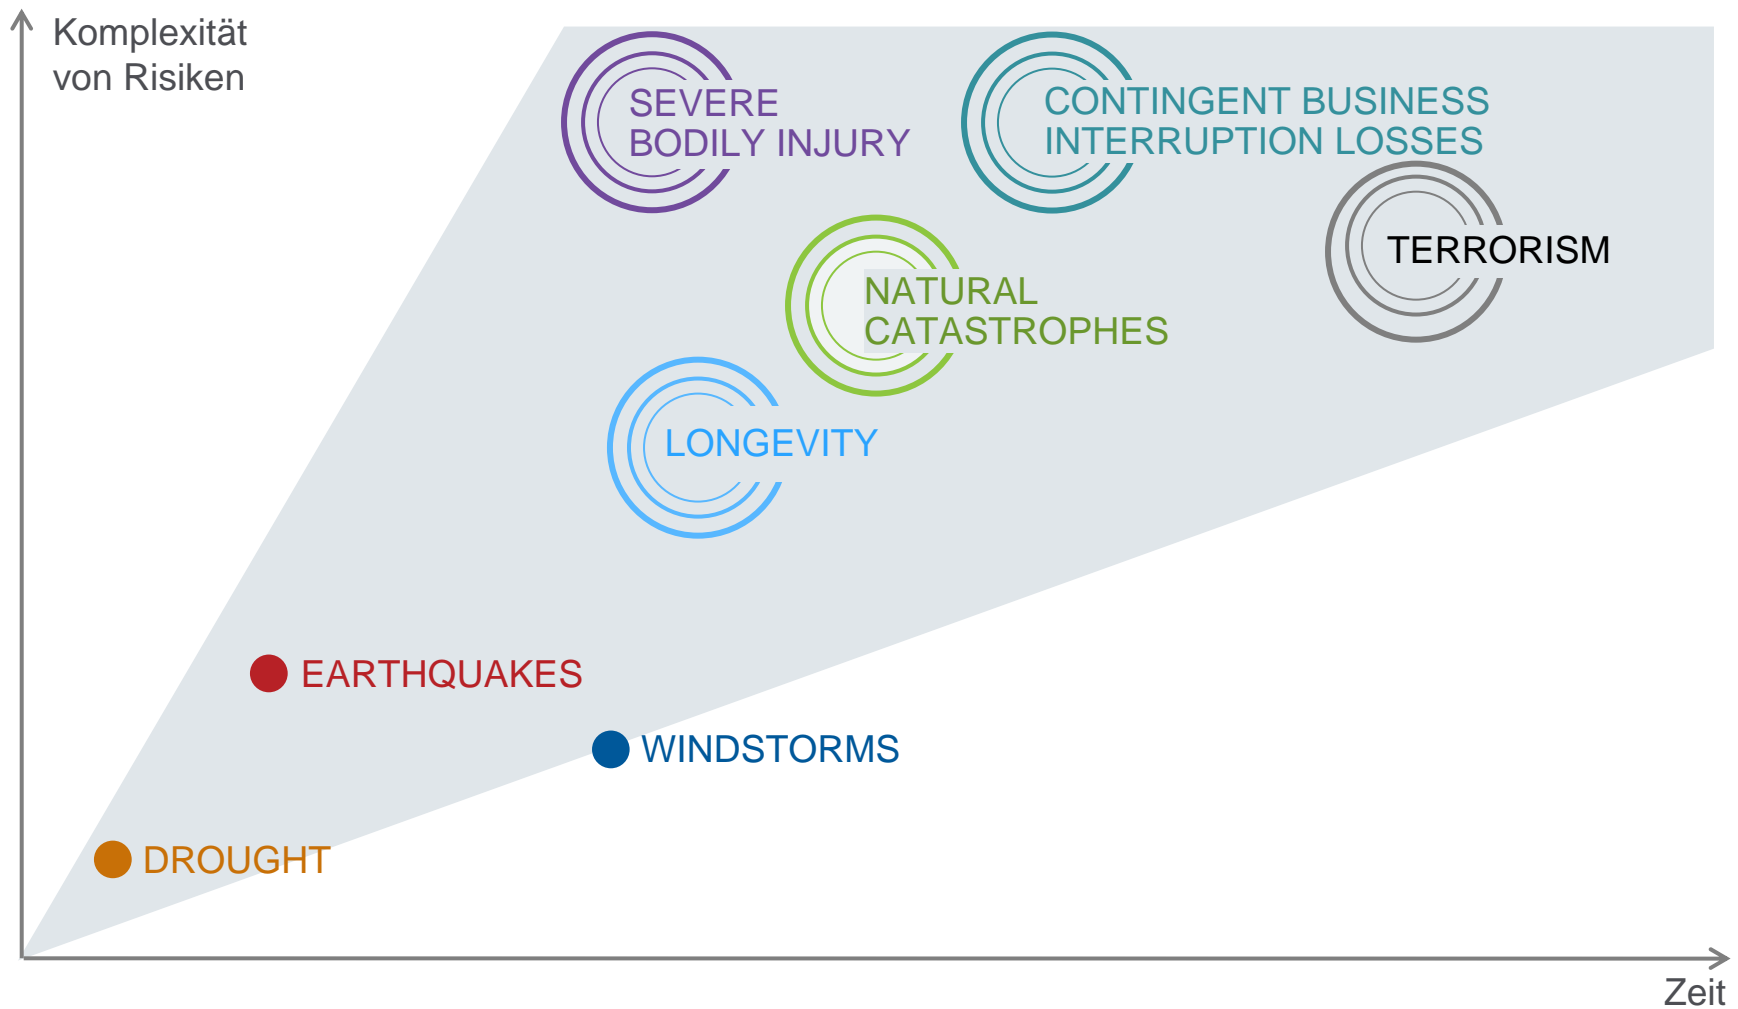 Komplexität
von Risiken
SEVERE
BODILY INJURY
CONTINGENT BUSINESS
INTERRUPTION LOSSES
TERRORISM
NATURAL
CATASTROPHES
LONGEVITY
EARTHQUAKES
WINDSTORMS
DROUGHT
Zeit